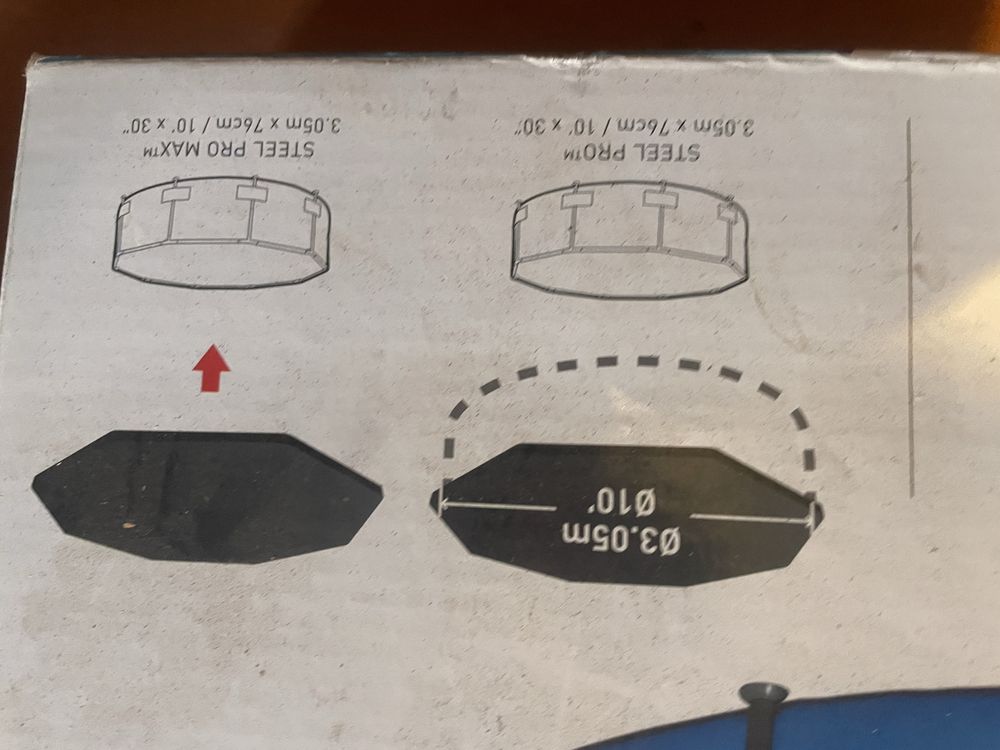 Ø3.05m
Ø10'
STEEL PRO™
3.05m x 76cm / 10' x 30"
STEEL PRO MAX™
3.05m x 76cm / 10' x 30"